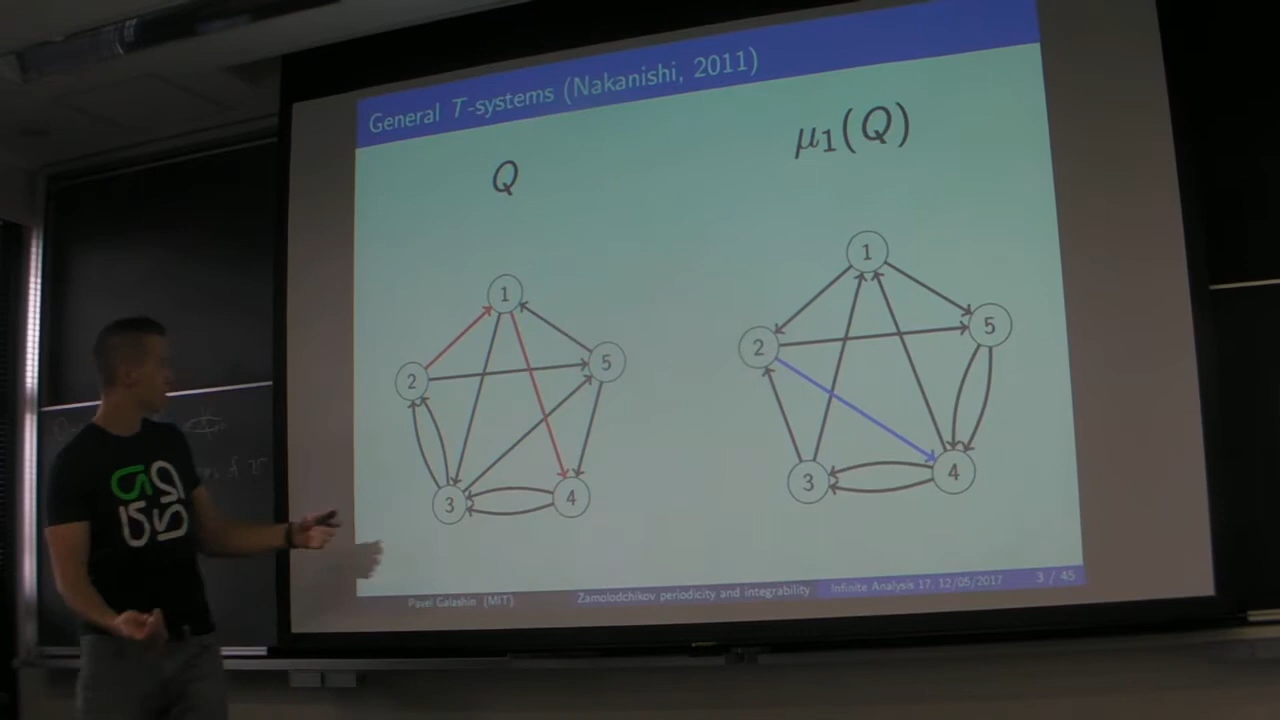 General T-systems (Nakanishi, 2011)
Q
μ1(Q)
1
2
5
3
4
1
2
5
3
4
Pavel Galashin (MIT)
Zamolodchikov periodicity and integrability
Infinite Analysis 17, 12/05/2017
3 / 45